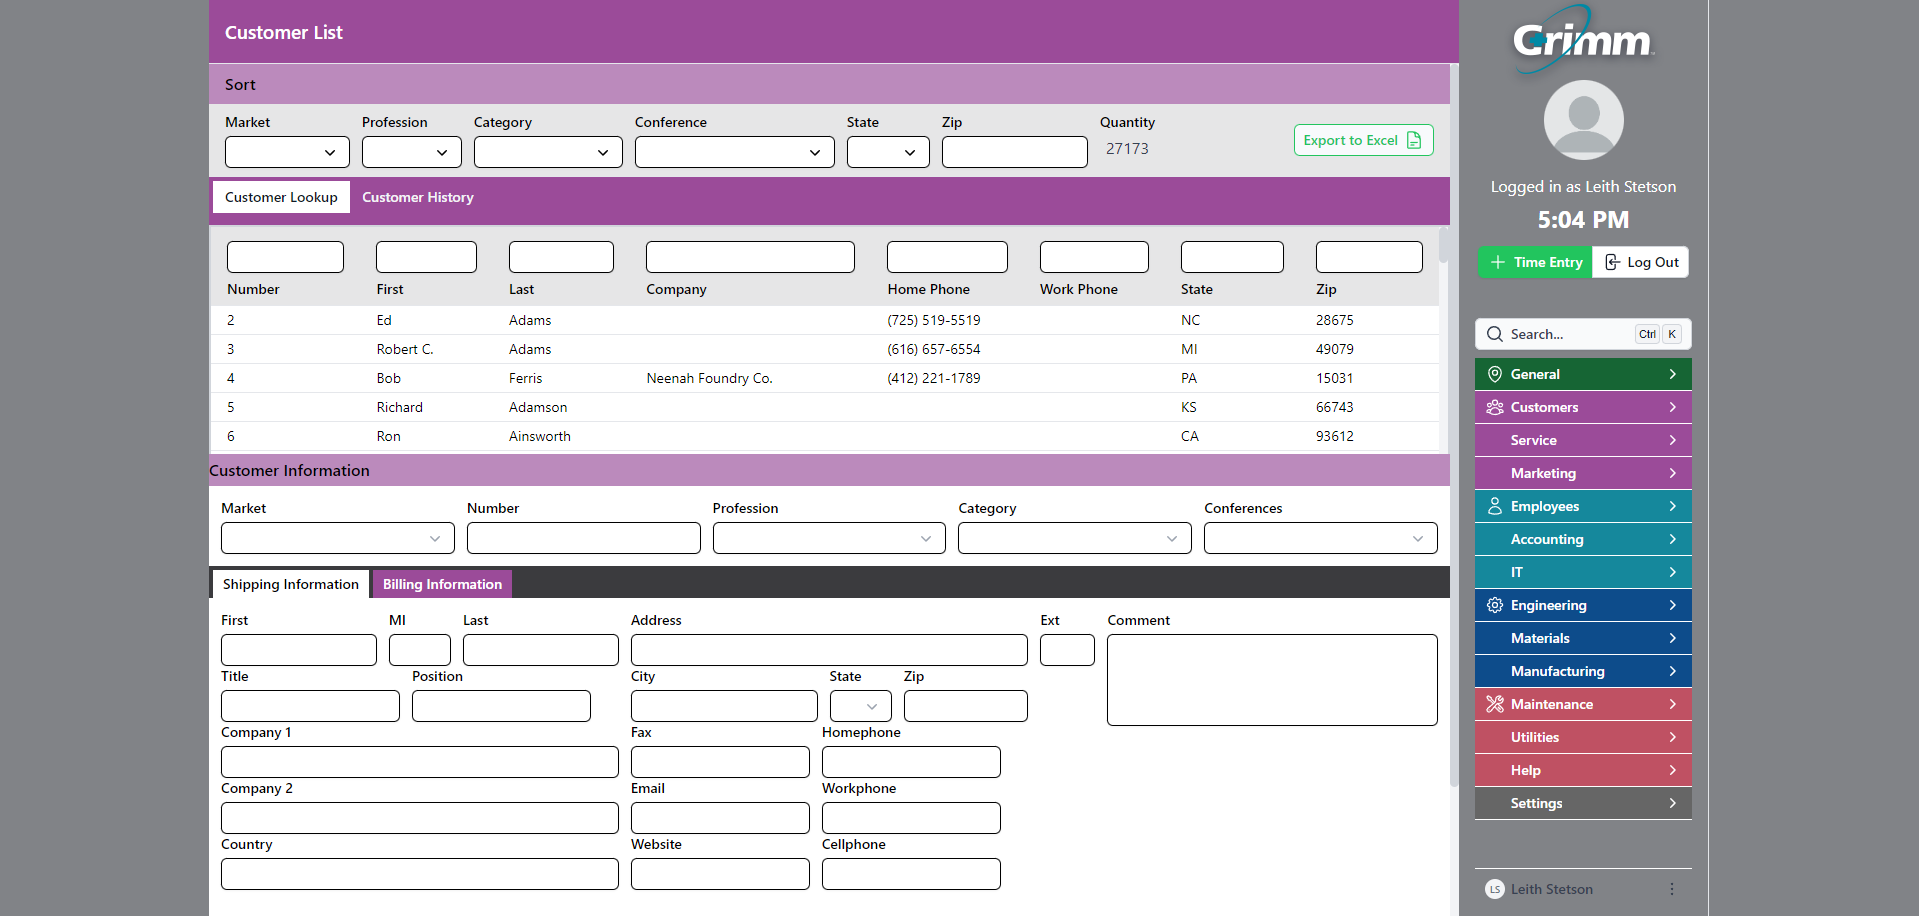 Customer List
Sort
Market Profession Category Conference State Zip Quantity
27173
Export to Excel
Customer Lookup Customer History
Number First Last Company Home Phone Work Phone State Zip
2 Ed Adams (725) 519-5519 NC 28675
3 Robert C. Adams (616) 657-6554 MI 49079
4 Bob Ferris Neenah Foundry Co. (412) 221-1789 PA 15031
5 Richard Adamson KS 66743
6 Ron Ainsworth CA 93612
Customer Information
Market Number Profession Category Conferences
Shipping Information Billing Information
First MI Last Address Ext Comment
Title Position City State Zip
Company 1 Fax Homephone
Company 2 Email Workphone
Country Website Cellphone
Grimm
Logged in as Leith Stetson
5:04 PM
Time Entry Log Out
Search... Ctrl K
General
Customers
Service
Marketing
Employees
Accounting
IT
Engineering
Materials
Manufacturing
Maintenance
Utilities
Help
Settings
LS Leith Stetson